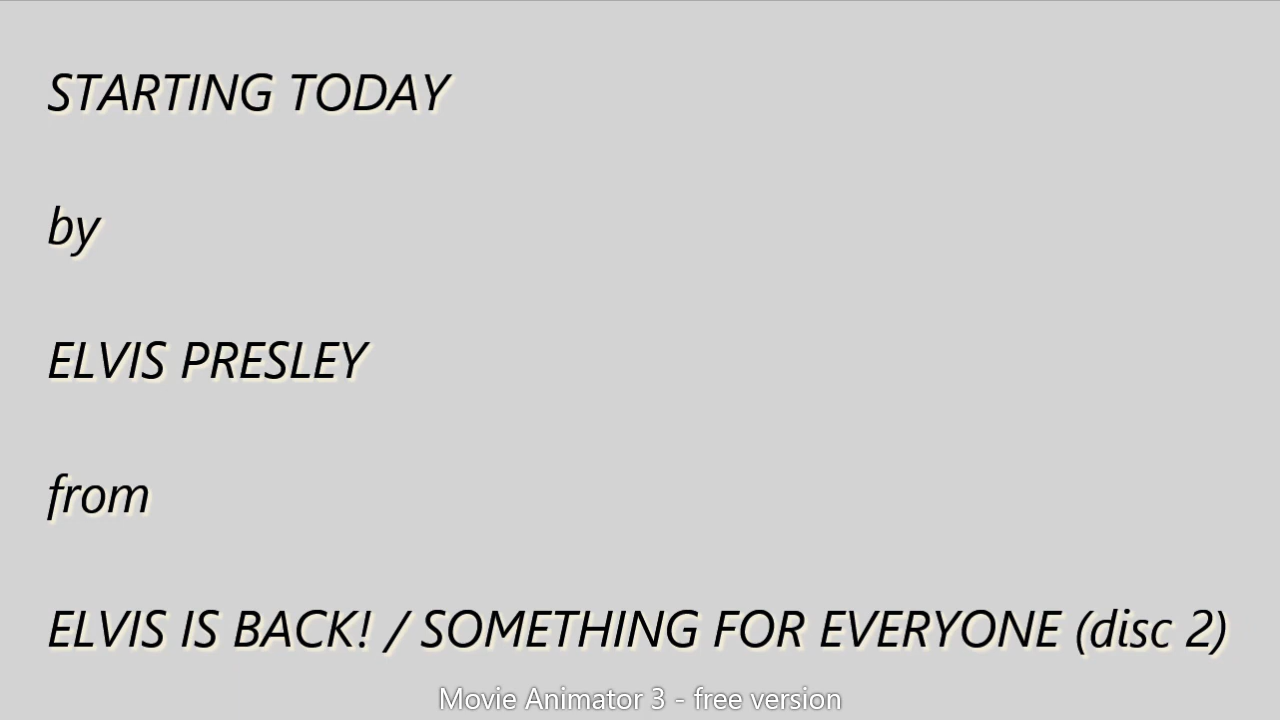 STARTING TODAY
by
ELVIS PRESLEY
from
ELVIS IS BACK! / SOMETHING FOR EVERYONE (disc 2)
Movie Animator 3 - free version